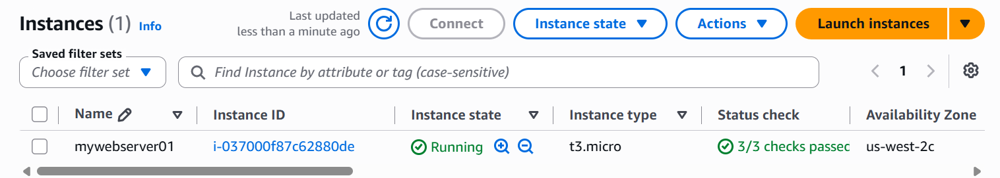 Instances (1) Info
Last updated
less than a minute ago
Connect
Instance state
Actions
Launch instances
Saved filter sets
Choose filter set
Find Instance by attribute or tag (case-sensitive)
1
Name Instance ID Instance state Instance type Status check Availability Zone
mywebserver01 i-037000f87c62880de Running t3.micro 3/3 checks passed us-west-2c